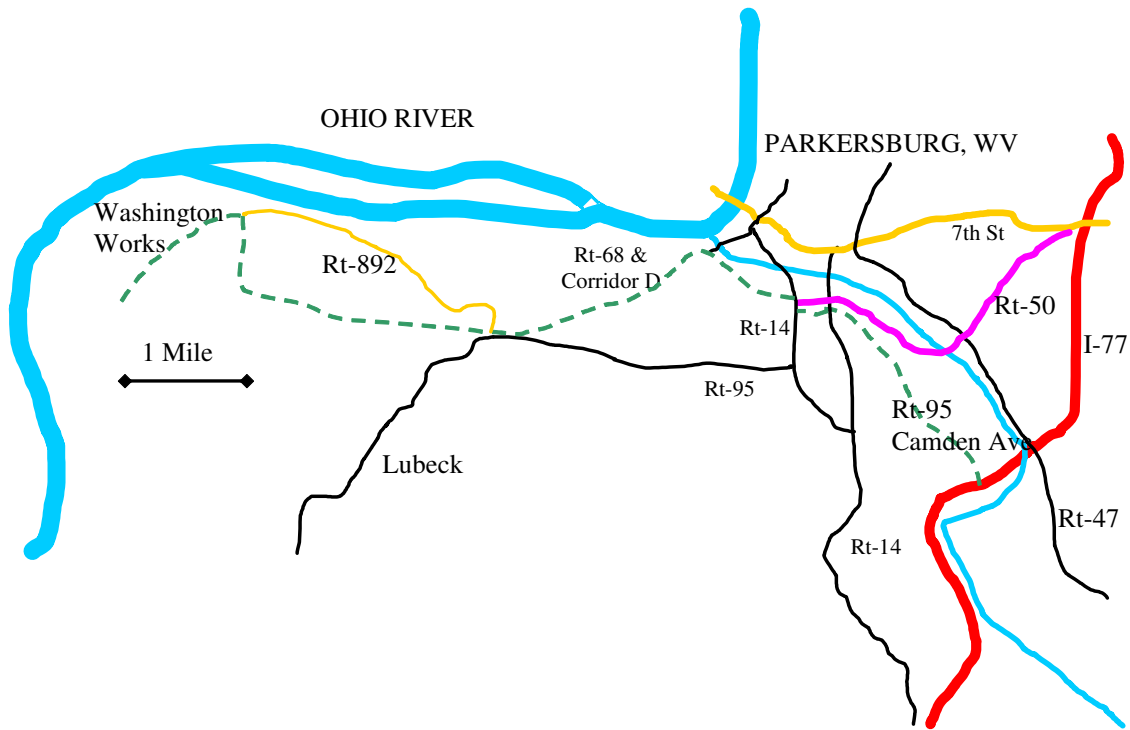 OHIO RIVER
PARKERSBURG, WV
Washington
Works
7th St
Rt-68 &
Corridor D
Rt-892
Rt-50
Rt-14
I-77
1 Mile
Rt-95
Rt-95
Camden Ave
Lubeck
Rt-47
Rt-14